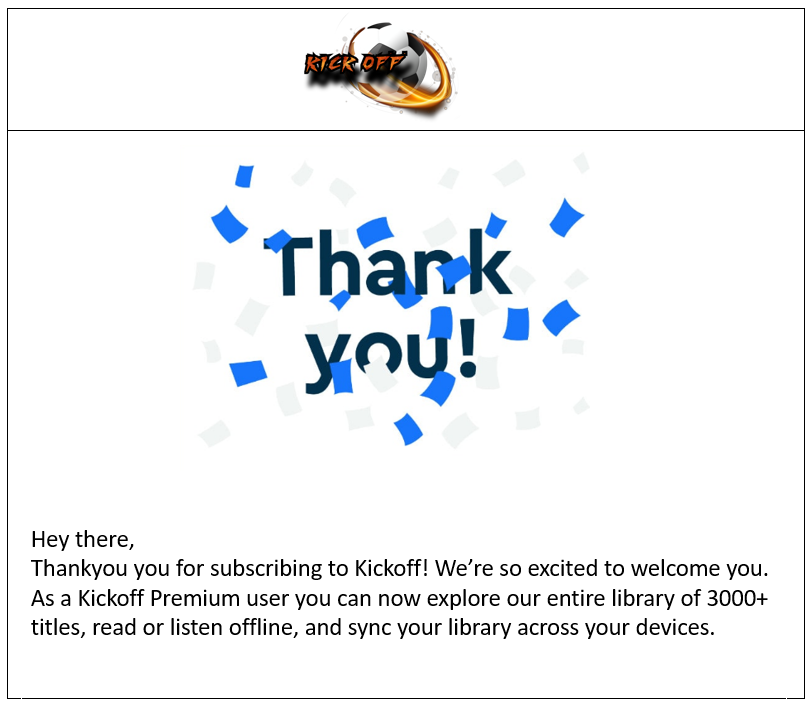 KICK OFF
Thank
you!
Hey there,
Thankyou you for subscribing to Kickoff! We’re so excited to welcome you.
As a Kickoff Premium user you can now explore our entire library of 3000+
titles, read or listen offline, and sync your library across your devices.